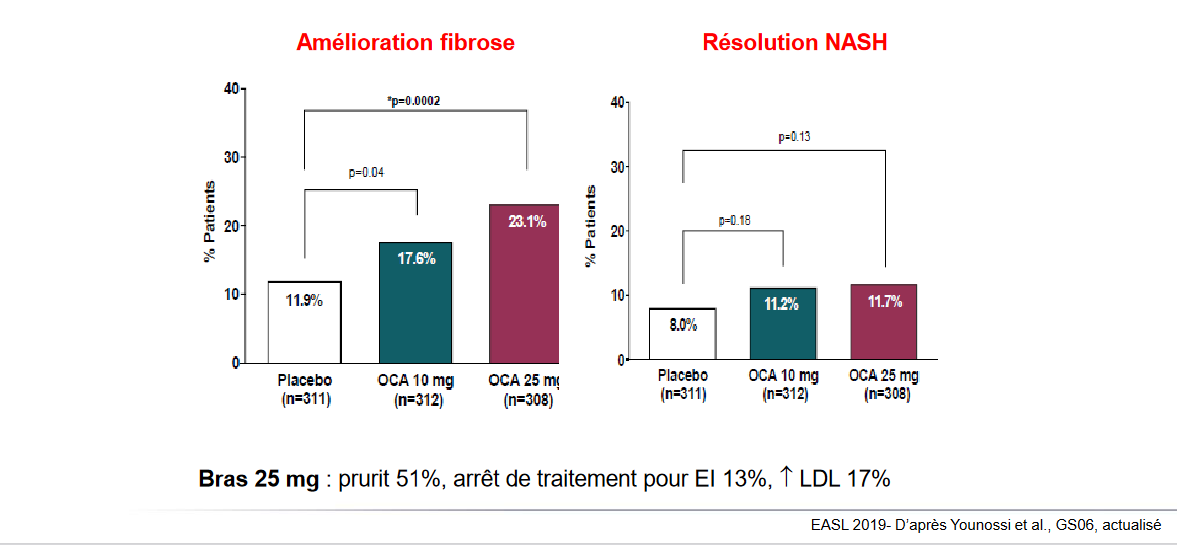 Amélioration fibrose
40
30
20
10
0
% Patients
*p=0.0002
p=0.04
11.9%
17.6%
23.1%
Placebo
(n=311)
OCA 10 mg
(n=312)
OCA 25 mg
(n=308)
Résolution NASH
40
30
20
10
0
% Patients
p=0.13
p=0.18
8.0%
11.2%
11.7%
Placebo
(n=311)
OCA 10 mg
(n=312)
OCA 25 mg
(n=308)
Bras 25 mg : prurit 51%, arrêt de traitement pour EI 13%, ↑ LDL 17%
EASL 2019- D’après Younossi et al., GS06, actualisé